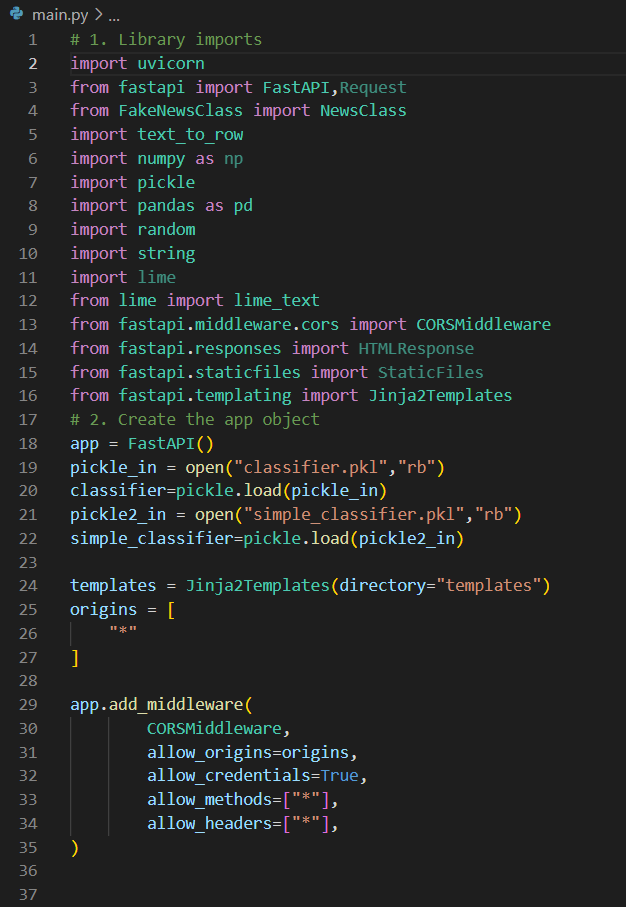 main.py > ...
1 # 1. Library imports
2 import uvicorn
3 from fastapi import FastAPI,Request
4 from FakeNewsClass import NewsClass
5 import text_to_row
6 import numpy as np
7 import pickle
8 import pandas as pd
9 import random
10 import string
11 import lime
12 from lime import lime_text
13 from fastapi.middleware.cors import CORSMiddleware
14 from fastapi.responses import HTMLResponse
15 from fastapi.staticfiles import StaticFiles
16 from fastapi.templating import Jinja2Templates
17 # 2. Create the app object
18 app = FastAPI()
19 pickle_in = open("classifier.pkl","rb")
20 classifier=pickle.load(pickle_in)
21 pickle2_in = open("simple_classifier.pkl","rb")
22 simple_classifier=pickle.load(pickle2_in)
23
24 templates = Jinja2Templates(directory="templates")
25 origins = [
26     "*"
27 ]
28
29 app.add_middleware(
30         CORSMiddleware,
31         allow_origins=origins,
32         allow_credentials=True,
33         allow_methods=["*"],
34         allow_headers=["*"],
35 )
36
37